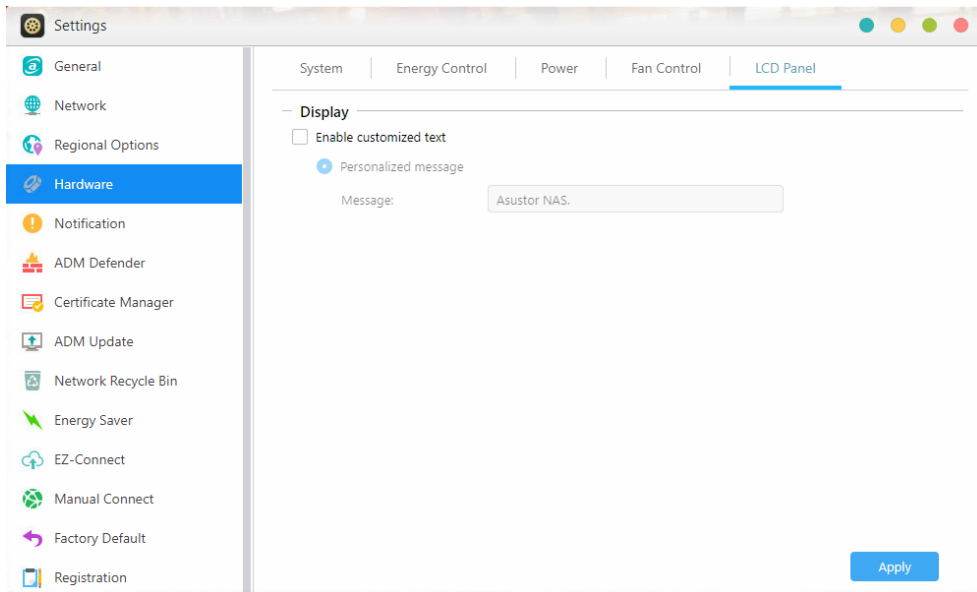 Settings
General
Network
Regional Options
Hardware
Notification
ADM Defender
Certificate Manager
ADM Update
Network Recycle Bin
Energy Saver
EZ-Connect
Manual Connect
Factory Default
Registration
System Energy Control Power Fan Control LCD Panel
Display
Enable customized text
Personalized message
Message: Asustor NAS.
Apply